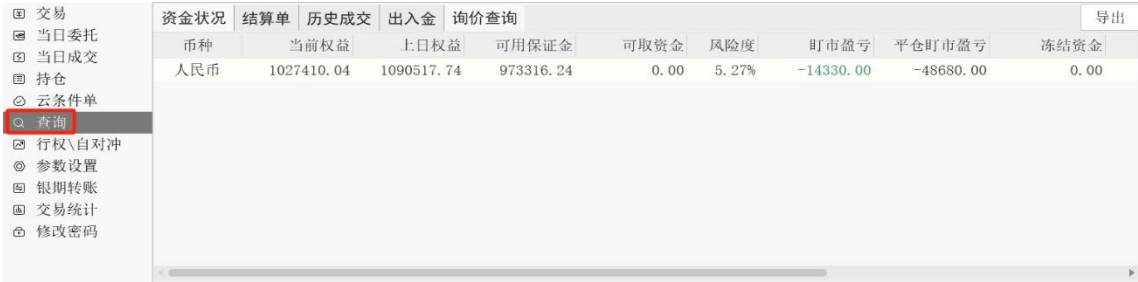 交易
当日委托
当日成交
持仓
云条件单
查询
行权\自对冲
参数设置
银期转账
交易统计
修改密码
资金状况 结算单 历史成交 出入金 询价查询 导出
币种 当前权益 上日权益 可用保证金 可取资金 风险度 盯市盈亏 平仓盯市盈亏 冻结资金
人民币 1027410.04 1090517.74 973316.24 0.00 5.27% -14330.00 -48680.00 0.00